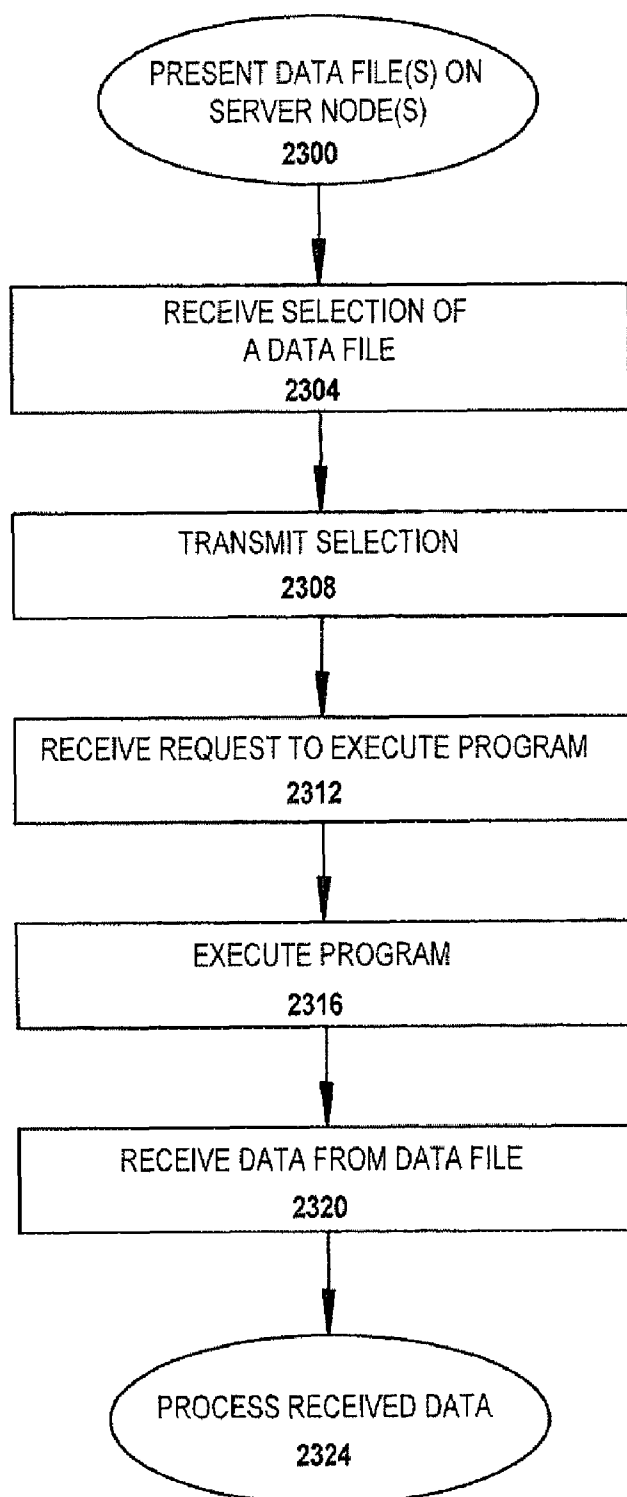 PRESENT DATA FILE(S) ON
SERVER NODE(S)
2300
RECEIVE SELECTION OF
A DATA FILE
2304
TRANSMIT SELECTION
2308
RECEIVE REQUEST TO EXECUTE PROGRAM
2312
EXECUTE PROGRAM
2316
RECEIVE DATA FROM DATA FILE
2320
PROCESS RECEIVED DATA
2324